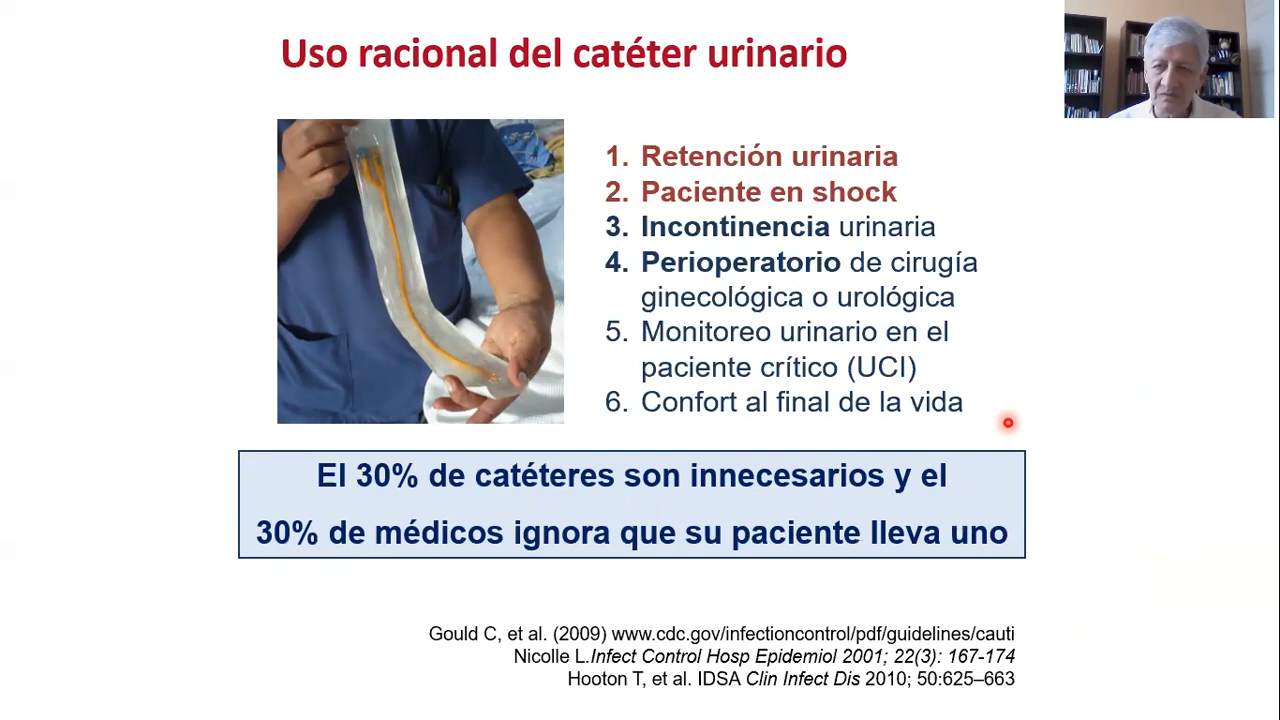 Uso racional del catéter urinario
1. Retención urinaria
2. Paciente en shock
3. Incontinencia urinaria
4. Perioperatorio de cirugía
ginecológica o urológica
5. Monitoreo urinario en el
paciente crítico (UCI)
6. Confort al final de la vida
El 30% de catéteres son innecesarios y el
30% de médicos ignora que su paciente lleva uno
Gould C, et al. (2009) www.cdc.gov/infectioncontrol/pdf/guidelines/cauti
Nicolle L.Infect Control Hosp Epidemiol 2001; 22(3): 167-174
Hooton T, et al. IDSA Clin Infect Dis 2010; 50:625–663